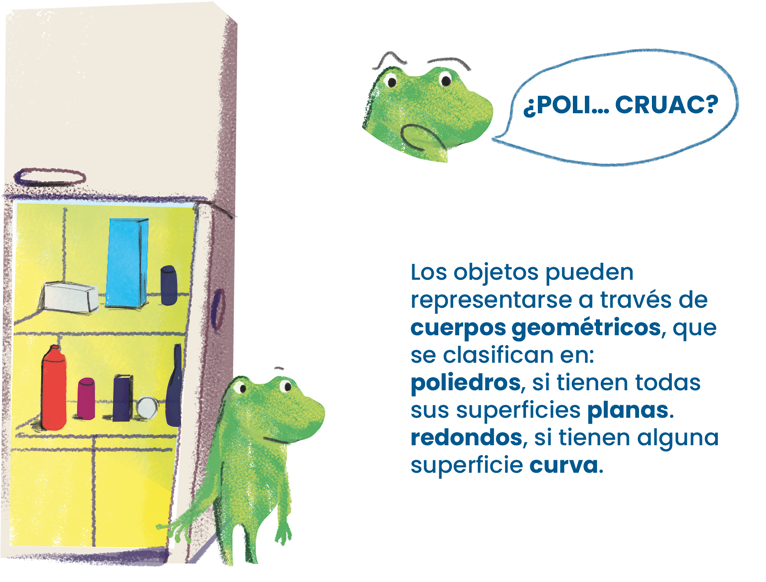 ¿POLI... CRUAC?
Los objetos pueden
representarse a través de
cuerpos geométricos, que
se clasifican en:
poliedros, si tienen todas
sus superficies planas.
redondos, si tienen alguna
superficie curva.